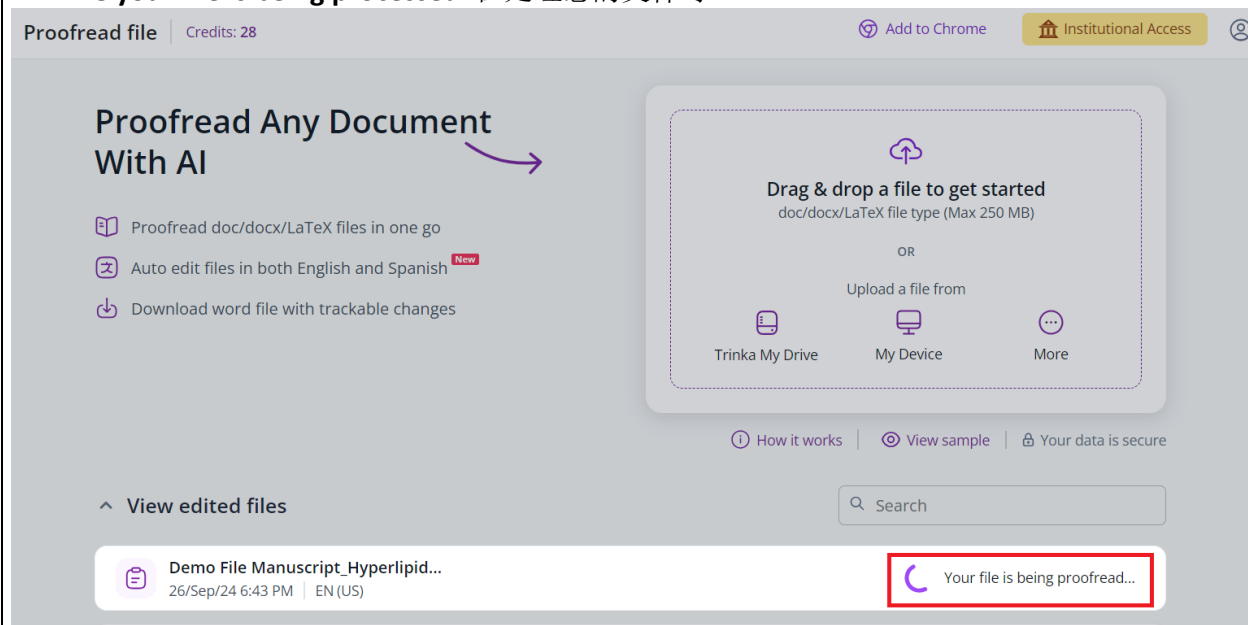 Proofread file
Credits: 28
Add to Chrome
Institutional Access
Proofread Any Document
With AI
Proofread doc/docx/LaTeX files in one go
Auto edit files in both English and Spanish New
Download word file with trackable changes
Drag & drop a file to get started
doc/docx/LaTeX file type (Max 250 MB)
OR
Upload a file from
Trinka My Drive
My Device
More
How it works
View sample
Your data is secure
View edited files
Search
Demo File Manuscript_Hyperlipid...
26/Sep/24 6:43 PM
EN (US)
Your file is being proofread...